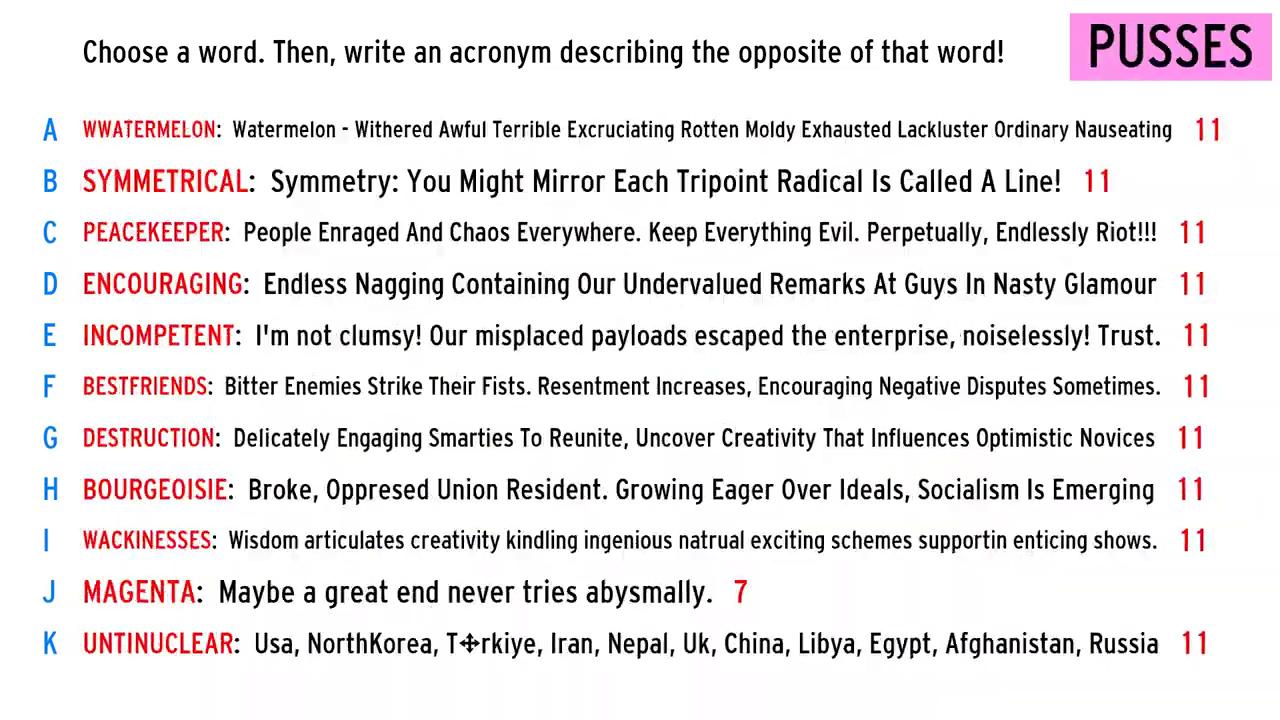 Choose a word. Then, write an acronym describing the opposite of that word! PUSSES
A WWATERMELON: Watermelon - Withered Awful Terrible Excruciating Rotten Moldy Exhausted Lackluster Ordinary Nauseating 11
B SYMMETRICAL: Symmetry: You Might Mirror Each Tripoint Radical Is Called A Line! 11
C PEACEKEEPER: People Enraged And Chaos Everywhere. Keep Everything Evil. Perpetually, Endlessly Riot!!! 11
D ENCOURAGING: Endless Nagging Containing Our Undervalued Remarks At Guys In Nasty Glamour 11
E INCOMPETENT: I'm not clumsy! Our misplaced payloads escaped the enterprise, noiselessly! Trust. 11
F BESTFRIENDS: Bitter Enemies Strike Their Fists. Resentment Increases, Encouraging Negative Disputes Sometimes. 11
G DESTRUCTION: Delicately Engaging Smarties To Reunite, Uncover Creativity That Influences Optimistic Novices 11
H BOURGEOISIE: Broke, Oppresed Union Resident. Growing Eager Over Ideals, Socialism Is Emerging 11
I WACKINESSES: Wisdom articulates creativity kindling ingenious natrual exciting schemes supportin enticing shows. 11
J MAGENTA: Maybe a great end never tries abysmally. 7
K UNTINUCLEAR: Usa, NorthKorea, T✣rkiye, Iran, Nepal, Uk, China, Libya, Egypt, Afghanistan, Russia 11